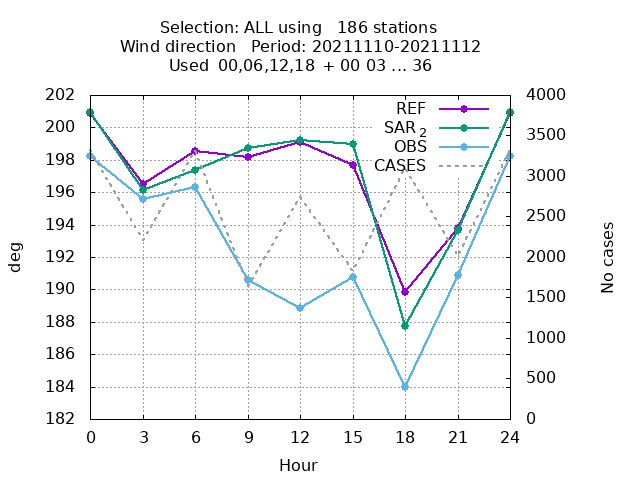 Selection: ALL using   186 stations
Wind direction   Period: 20211110-20211112
Used  00,06,12,18 + 00 03 ... 36
202
200
198
196
194
192
190
188
186
184
182
deg
4000
3500
3000
2500
2000
1500
1000
500
0
No cases
REF
SAR 2
OBS
CASES
0 3 6 9 12 15 18 21 24
Hour